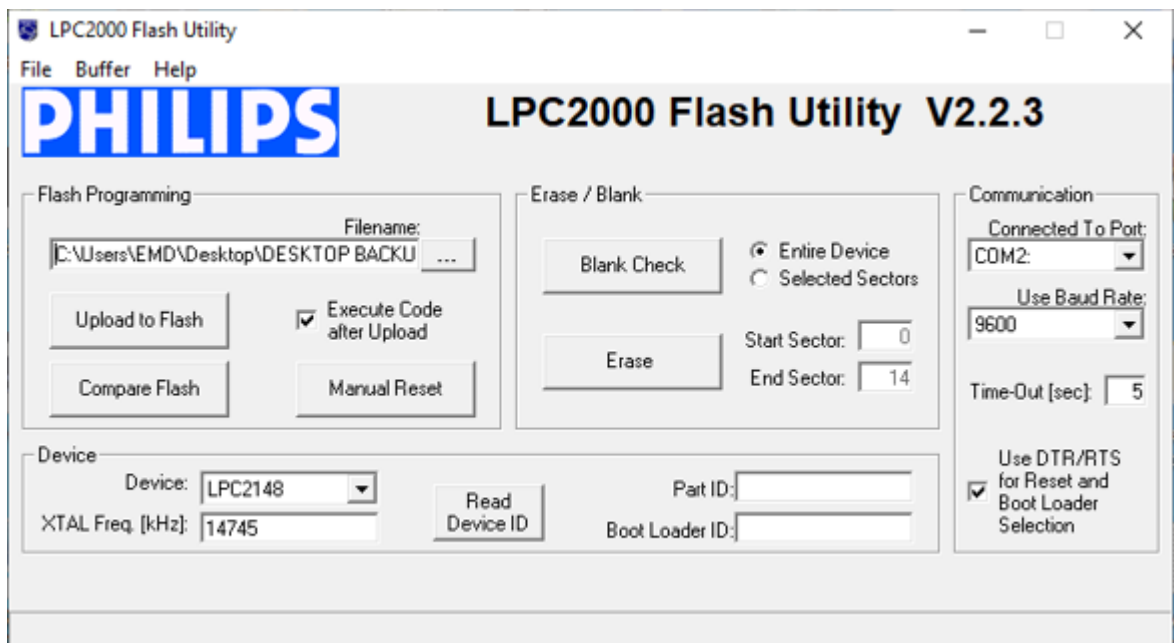 LPC2000 Flash Utility
File Buffer Help
PHILIPS
LPC2000 Flash Utility V2.2.3
Flash Programming
Filename:
C:\Users\EMD\Desktop\DESKTOP BACKU
...
Upload to Flash
Execute Code
after Upload
Compare Flash
Manual Reset
Erase / Blank
Blank Check
Entire Device
Selected Sectors
Erase
Start Sector: 0
End Sector: 14
Communication
Connected To Port:
COM2:
Use Baud Rate:
9600
Time-Out [sec]: 5
Use DTR/RTS
for Reset and
Boot Loader
Selection
Device
Device: LPC2148
XTAL Freq. [kHz]: 14745
Read
Device ID
Part ID:
Boot Loader ID: